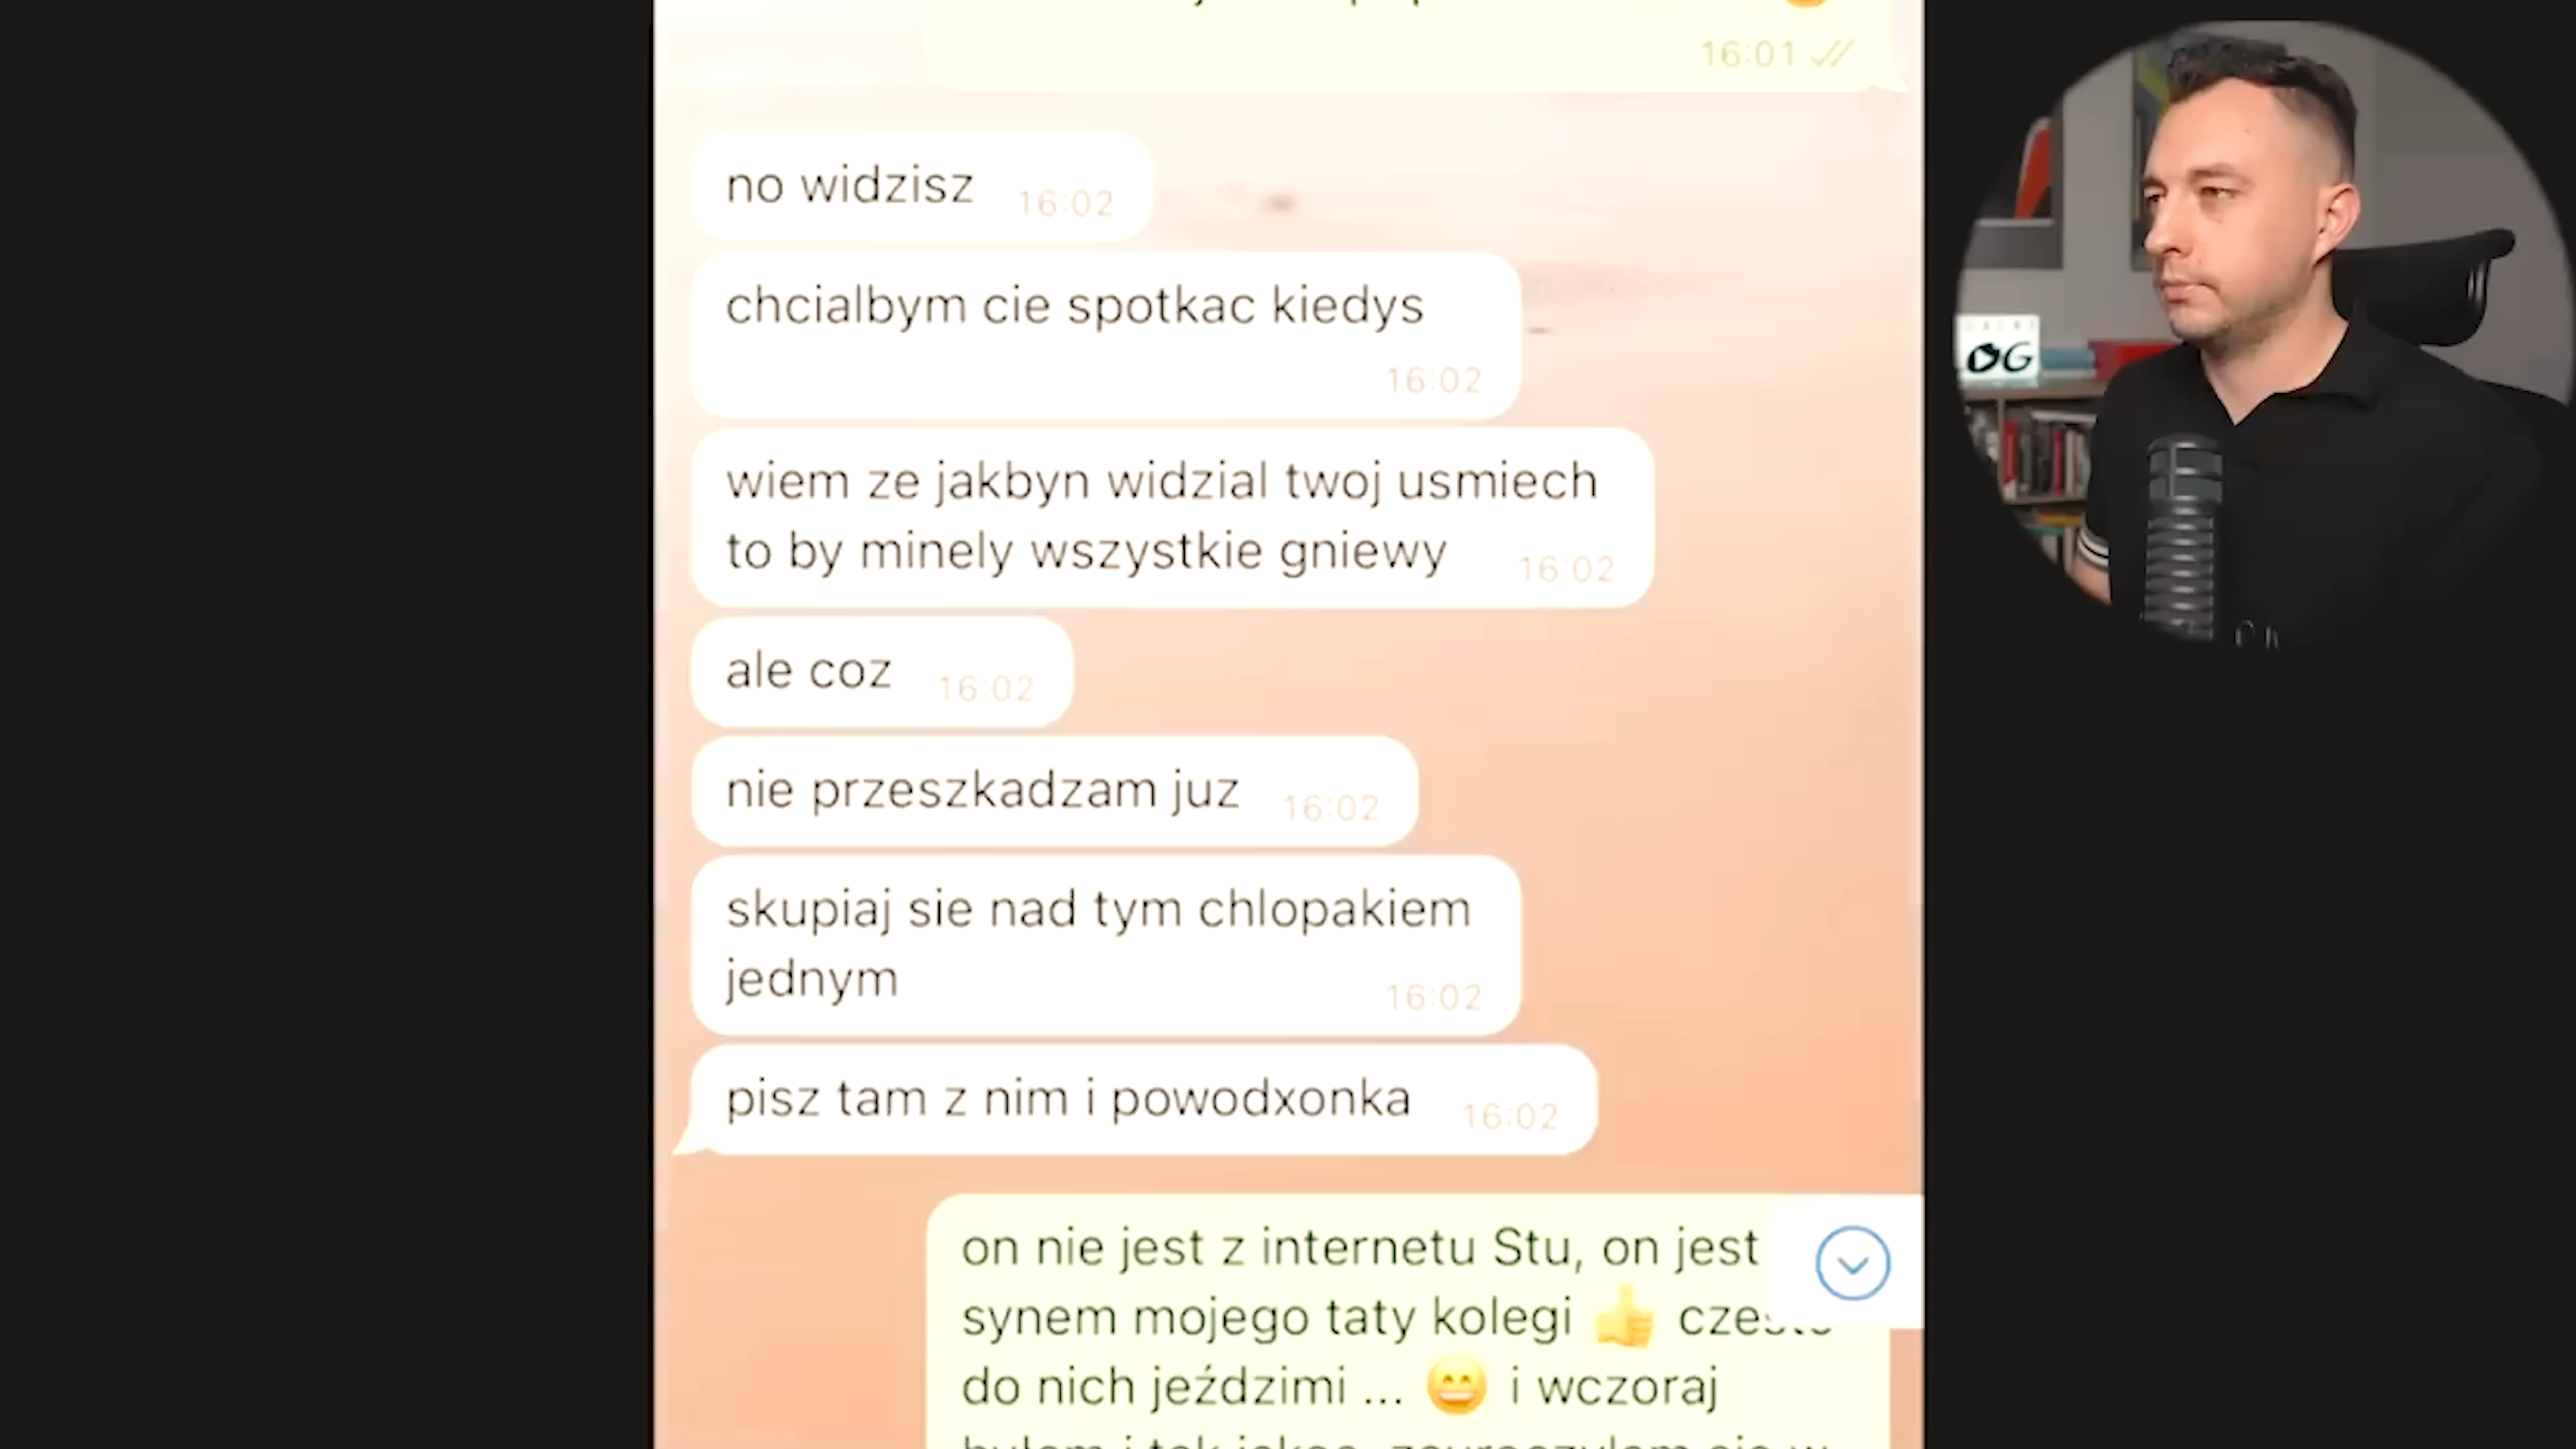 16:01
no widzisz 16:02
chcialbym cie spotkac kiedys
16:02
wiem ze jakbyn widzial twoj usmiech
to by minely wszystkie gniewy 16:02
ale coz 16:02
nie przeszkadzam juz 16:02
skupiaj sie nad tym chlopakiem
jednym 16:02
pisz tam z nim i powodxonka 16:02
on nie jest z internetu Stu, on jest
synem mojego taty kolegi 👍
do nich jeździmi ... 😁 i wczoraj
OG